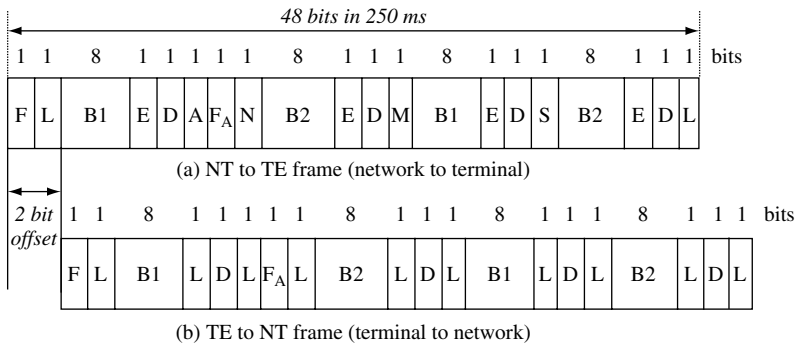 48 bits in 250 ms
1 1 8 1 1 1 1 1 8 1 1 1 8 1 1 1 8 1 1 1 bits
F L B1 E D A FA N B2 E D M B1 E D S B2 E D L
(a) NT to TE frame (network to terminal)
2 bit
offset
1 1 8 1 1 1 1 1 8 1 1 1 8 1 1 1 8 1 1 1 bits
F L B1 L D L FA L B2 L D L B1 L D L B2 L D L
(b) TE to NT frame (terminal to network)